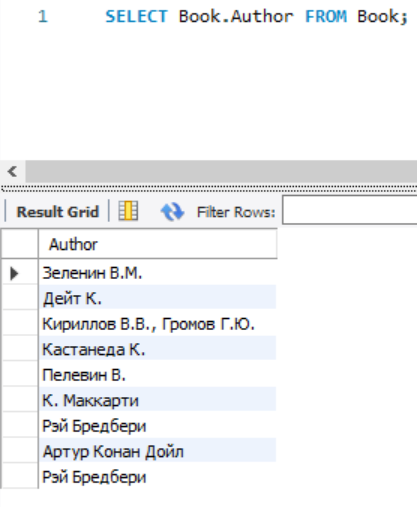 1 SELECT Book.Author FROM Book;
Result Grid Filter Rows:
Author
Зеленин В.М.
Дейт К.
Кириллов В.В., Громов Г.Ю.
Кастанеда К.
Пелевин В.
К. Маккарти
Рэй Бредбери
Артур Конан Дойл
Рэй Бредбери